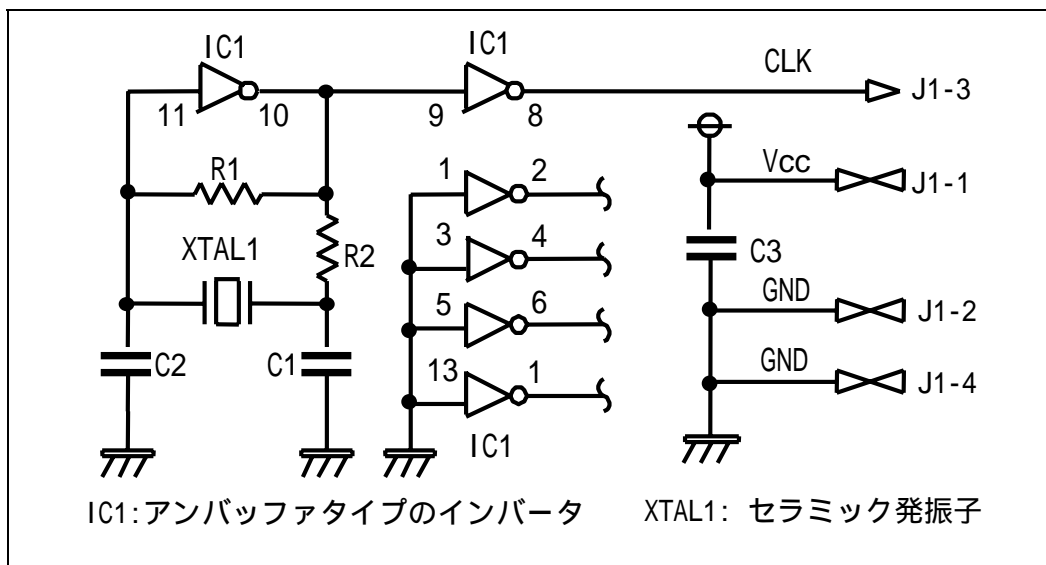 IC1 IC1
CLK
J1-3
11 10 9 8
R1
1 2
Vcc
J1-1
XTAL1
R2
3 4
C3
5 6
GND
J1-2
C2
C1
13 1
GND
J1-4
IC1
IC1:アンバッファタイプのインバータ
XTAL1: セラミック発振子